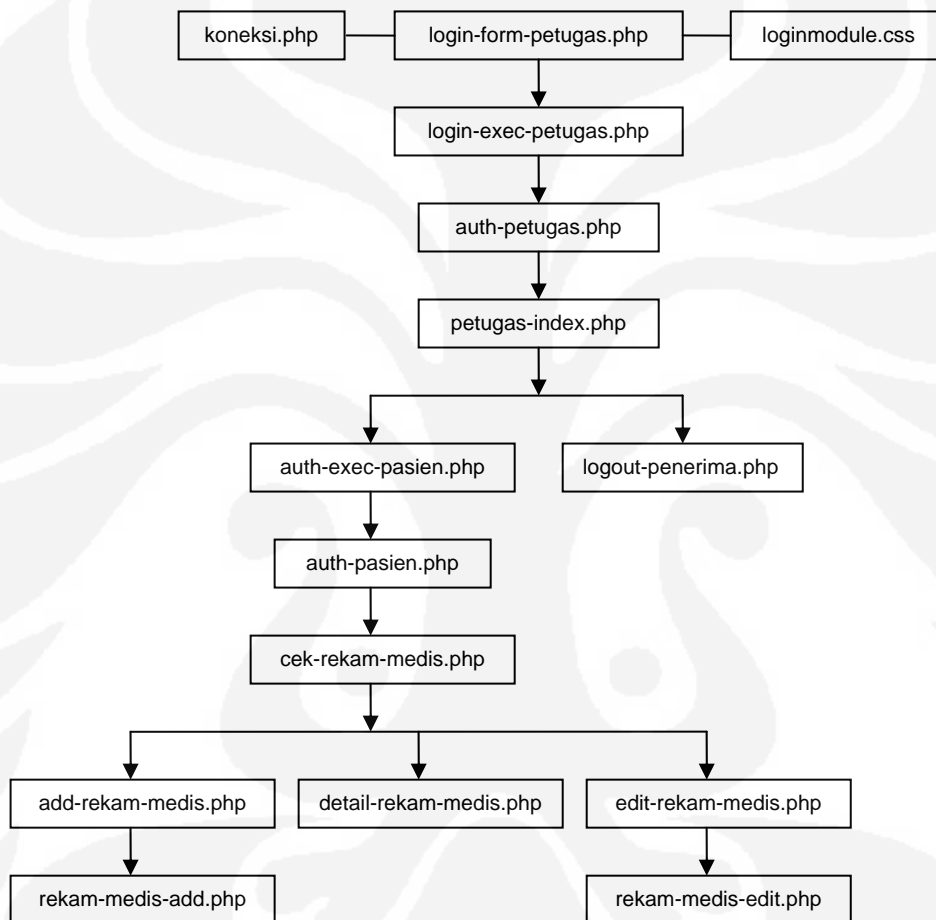 koneksi.php
login-form-petugas.php
loginmodule.css
login-exec-petugas.php
auth-petugas.php
petugas-index.php
auth-exec-pasien.php
logout-penerima.php
auth-pasien.php
cek-rekam-medis.php
add-rekam-medis.php
detail-rekam-medis.php
edit-rekam-medis.php
rekam-medis-add.php
rekam-medis-edit.php